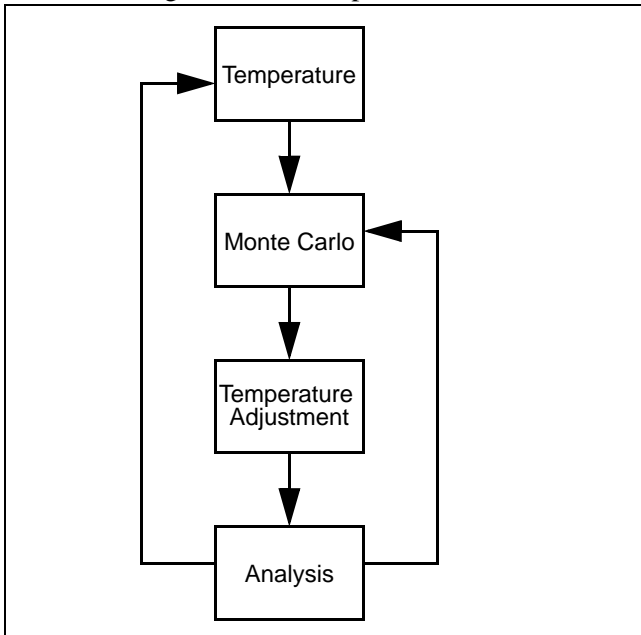 Temperature
Monte Carlo
Temperature
Adjustment
Analysis